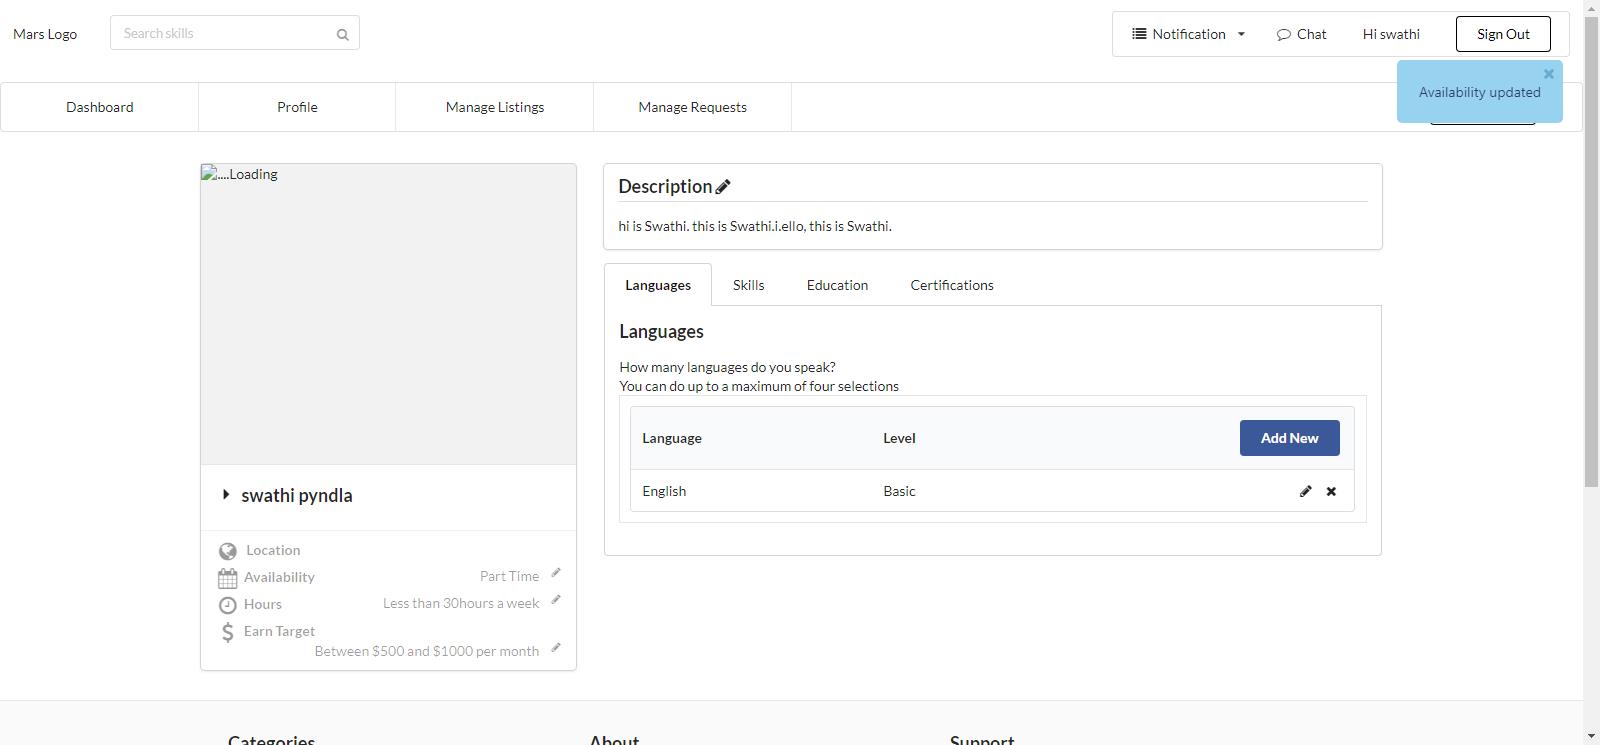 Mars Logo
Search skills
Notification
Chat
Hi swathi
Sign Out
Availability updated
Dashboard
Profile
Manage Listings
Manage Requests
....Loading
Description
hi is Swathi. this is Swathi.i.ello, this is Swathi.
Languages
Skills
Education
Certifications
Languages
How many languages do you speak?
You can do up to a maximum of four selections
Language
Level
Add New
English
Basic
swathi pyndla
Location
Availability
Part Time
Hours
Less than 30hours a week
Earn Target
Between $500 and $1000 per month
Categories
About
Support